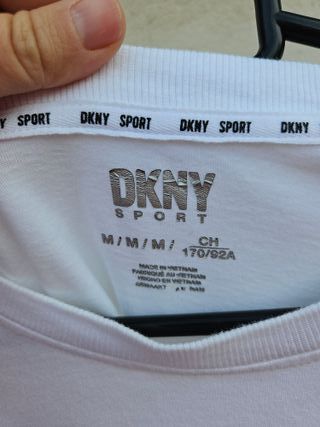 SPORT DKNY SPORT DKNY SPORT DKNY
DKNY
SPORT
M/M/M/ CH
170/92A
MADE IN VIETNAM
FABRIQUÉ AU VIETNAM
HECHO EN VIETNAM
GEMAAKT